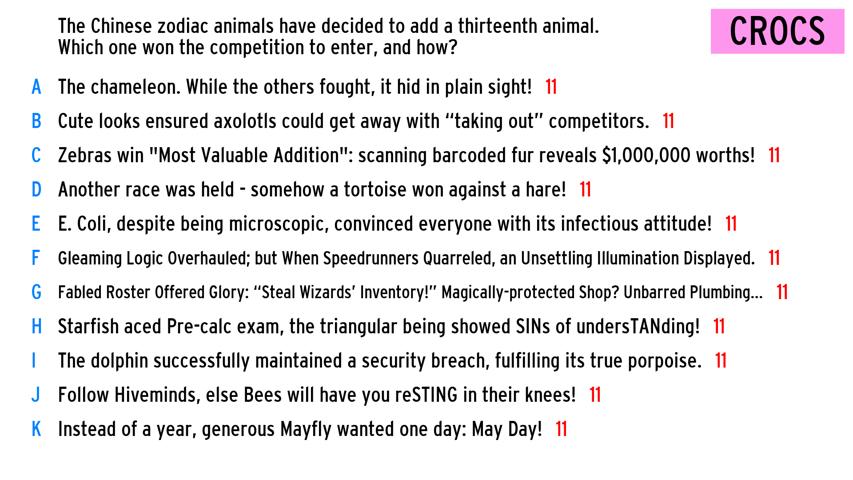 The Chinese zodiac animals have decided to add a thirteenth animal.
Which one won the competition to enter, and how?
CROCS
A The chameleon. While the others fought, it hid in plain sight! 11
B Cute looks ensured axolotls could get away with “taking out” competitors. 11
C Zebras win "Most Valuable Addition": scanning barcoded fur reveals $1,000,000 worths! 11
D Another race was held - somehow a tortoise won against a hare! 11
E E. Coli, despite being microscopic, convinced everyone with its infectious attitude! 11
F Gleaming Logic Overhauled; but When Speedrunners Quarreled, an Unsettling Illumination Displayed. 11
G Fabled Roster Offered Glory: “Steal Wizards’ Inventory!” Magically-protected Shop? Unbarred Plumbing... 11
H Starfish aced Pre-calc exam, the triangular being showed SINs of undersTANding! 11
I The dolphin successfully maintained a security breach, fulfilling its true porpoise. 11
J Follow Hiveminds, else Bees will have you reSTING in their knees! 11
K Instead of a year, generous Mayfly wanted one day: May Day! 11